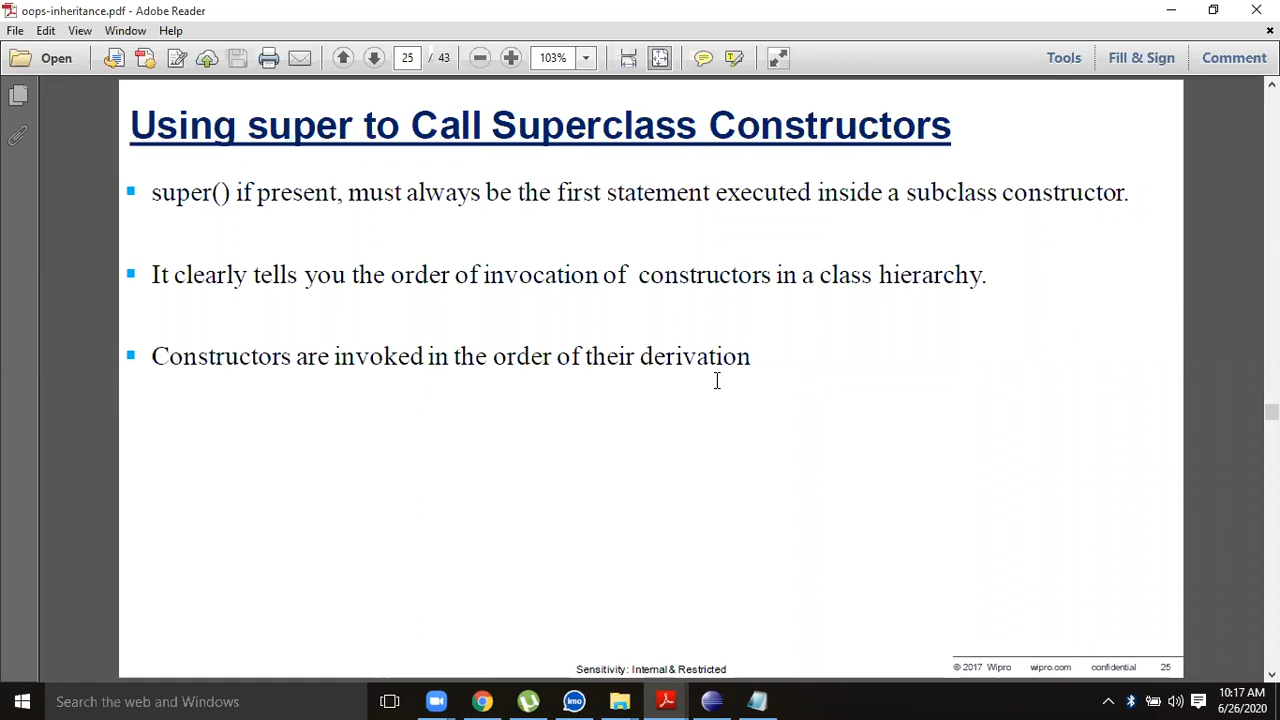 oops-inheritance.pdf - Adobe Reader
File Edit View Window Help
Open 25 / 43 103% Tools Fill & Sign Comment
Using super to Call Superclass Constructors
super() if present, must always be the first statement executed inside a subclass constructor.
It clearly tells you the order of invocation of constructors in a class hierarchy.
Constructors are invoked in the order of their derivation
Sensitivity: Internal & Restricted
© 2017 Wipro wipro.com confidential 25
Search the web and Windows
imo
10:17 AM
6/26/2020